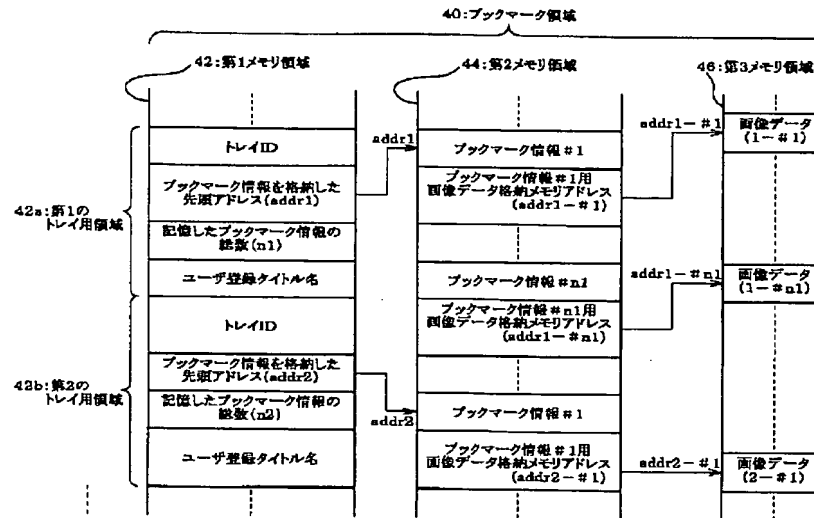 40:ブックマーク領域
42:第1メモリ領域
44:第2メモリ領域
46:第3メモリ領域
42a:第1の
トレイ用領域
トレイID
ブックマーク情報を格納した
先頭アドレス(addr1)
記憶したブックマーク情報の
総数(n1)
ユーザ登録タイトル名
42b:第2の
トレイ用領域
トレイID
ブックマーク情報を格納した
先頭アドレス(addr2)
記憶したブックマーク情報の
総数(n2)
ユーザ登録タイトル名
addr1
addr2
ブックマーク情報#1
ブックマーク情報#1用
画像データ格納メモリアドレス
(addr1-#1)
ブックマーク情報#n1
ブックマーク情報#n1用
画像データ格納メモリアドレス
(addr1-#n1)
ブックマーク情報#1
ブックマーク情報#1用
画像データ格納メモリアドレス
(addr2-#1)
addr1-#1
addr1-#n1
addr2-#1
画像データ
(1-#1)
画像データ
(1-#n1)
画像データ
(2-#1)